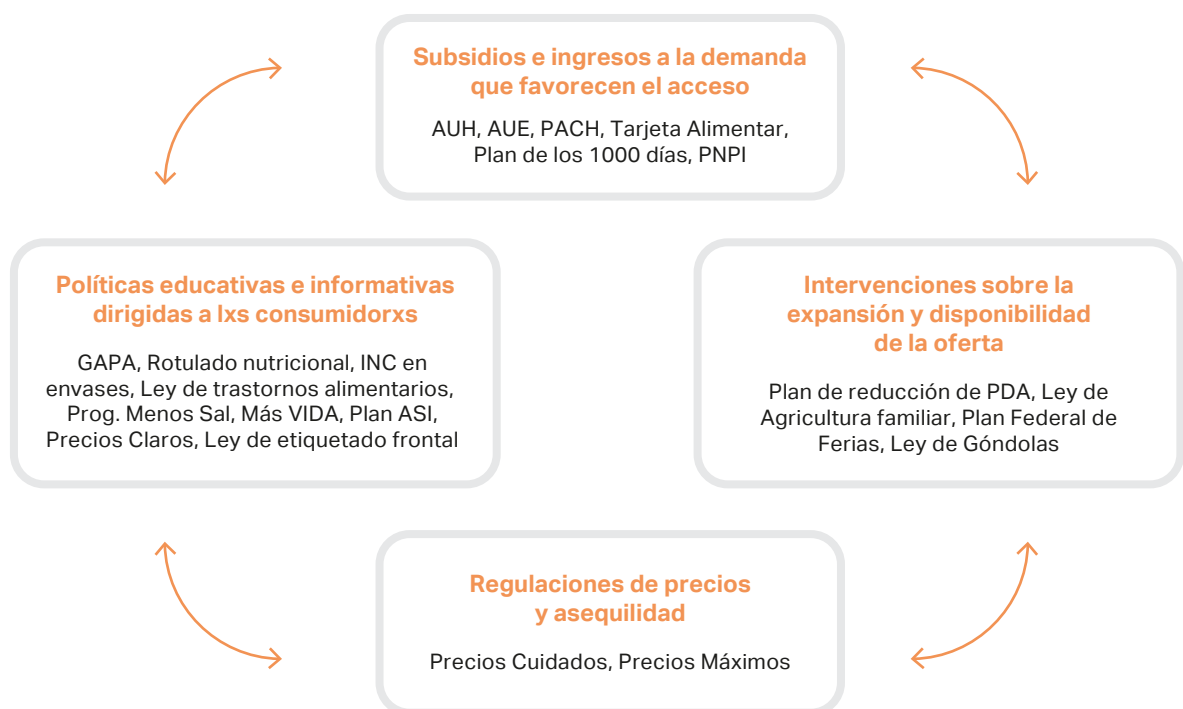 Subsidios e ingresos a la demanda
que favorecen el acceso
AUH, AUE, PACH, Tarjeta Alimentar,
Plan de los 1000 días, PNPI
Políticas educativas e informativas
dirigidas a lxs consumidorxs
GAPA, Rotulado nutricional, INC en
envases, Ley de trastornos alimentarios,
Prog. Menos Sal, Más VIDA, Plan ASI,
Precios Claros, Ley de etiquetado frontal
Intervenciones sobre la
expansión y disponibilidad
de la oferta
Plan de reducción de PDA, Ley de
Agricultura familiar, Plan Federal de
Ferias, Ley de Góndolas
Regulaciones de precios
y asequilidad
Precios Cuidados, Precios Máximos